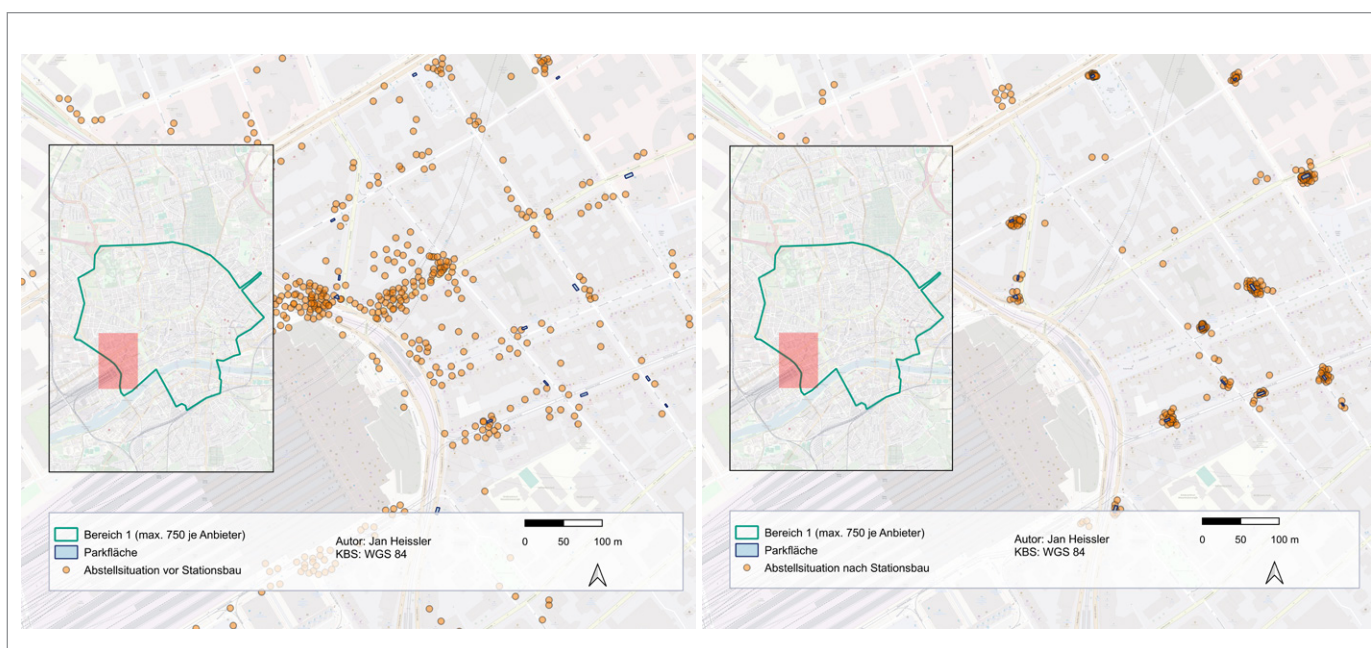 Bereich 1 (max. 750 je Anbieter)
Parkfläche
Abstellsituation vor Stationsbau
Autor: Jan Heissler
KBS: WGS 84
0 50 100 m
Bereich 1 (max. 750 je Anbieter)
Parkfläche
Abstellsituation nach Stationsbau
Autor: Jan Heissler
KBS: WGS 84
0 50 100 m